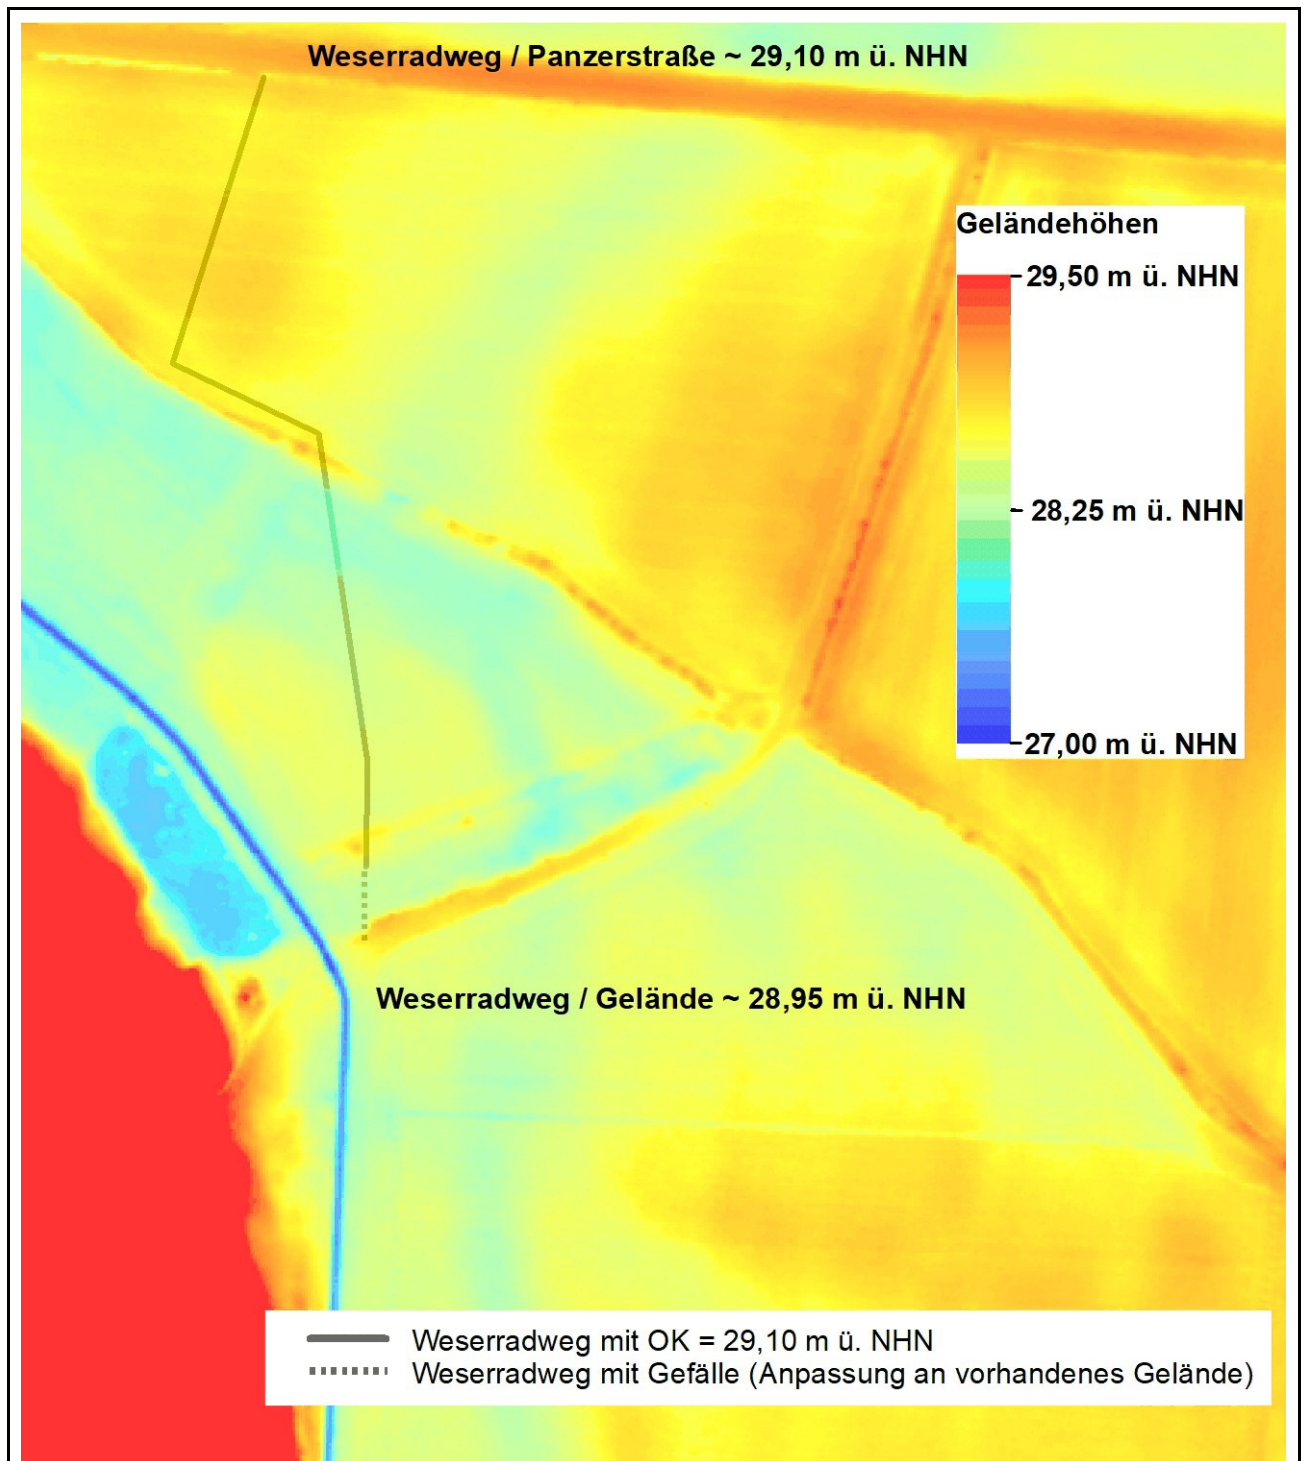 Weserradweg / Panzerstraße ~ 29,10 m ü. NHN
Geländehöhen
29,50 m ü. NHN
28,25 m ü. NHN
27,00 m ü. NHN
Weserradweg / Gelände ~ 28,95 m ü. NHN
Weserradweg mit OK = 29,10 m ü. NHN
Weserradweg mit Gefälle (Anpassung an vorhandenes Gelände)